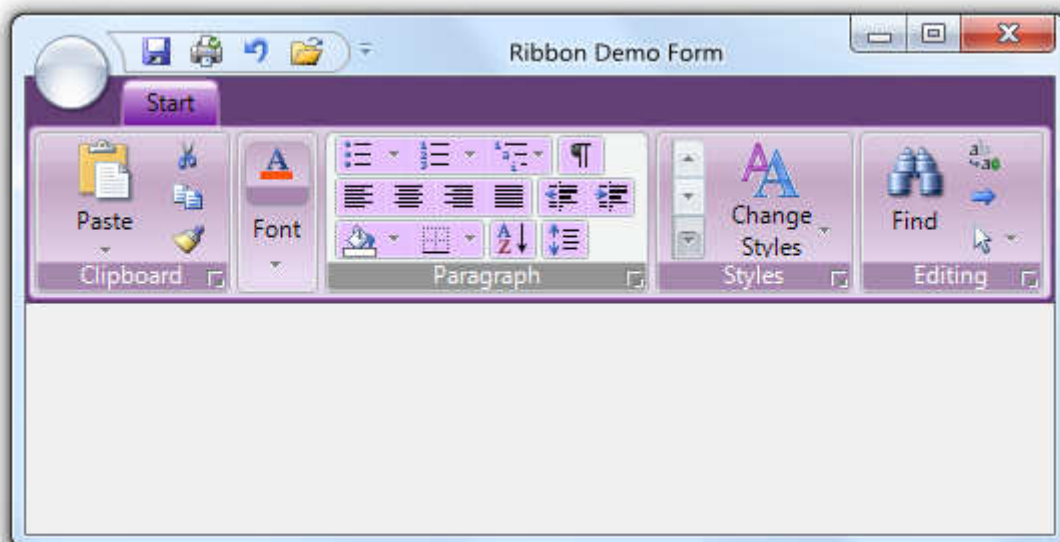 Ribbon Demo Form
Start
Paste
Clipboard
Font
Paragraph
Change
Styles
Styles
Find
Editing